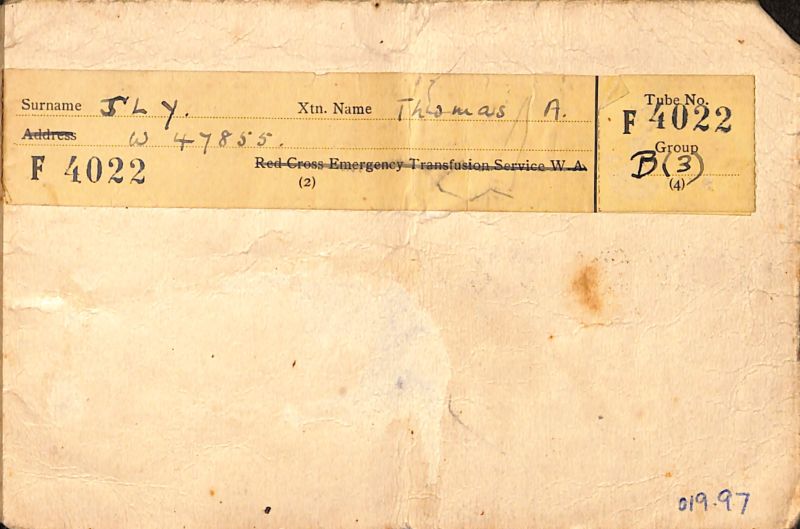 Surname SLY. Xtn. Name Thomas A.
Address W 47855.
F 4022 Red Cross Emergency Transfusion Service W.A.
(2)
Tube No.
F 4022
Group
B(3)
(4)
019.97